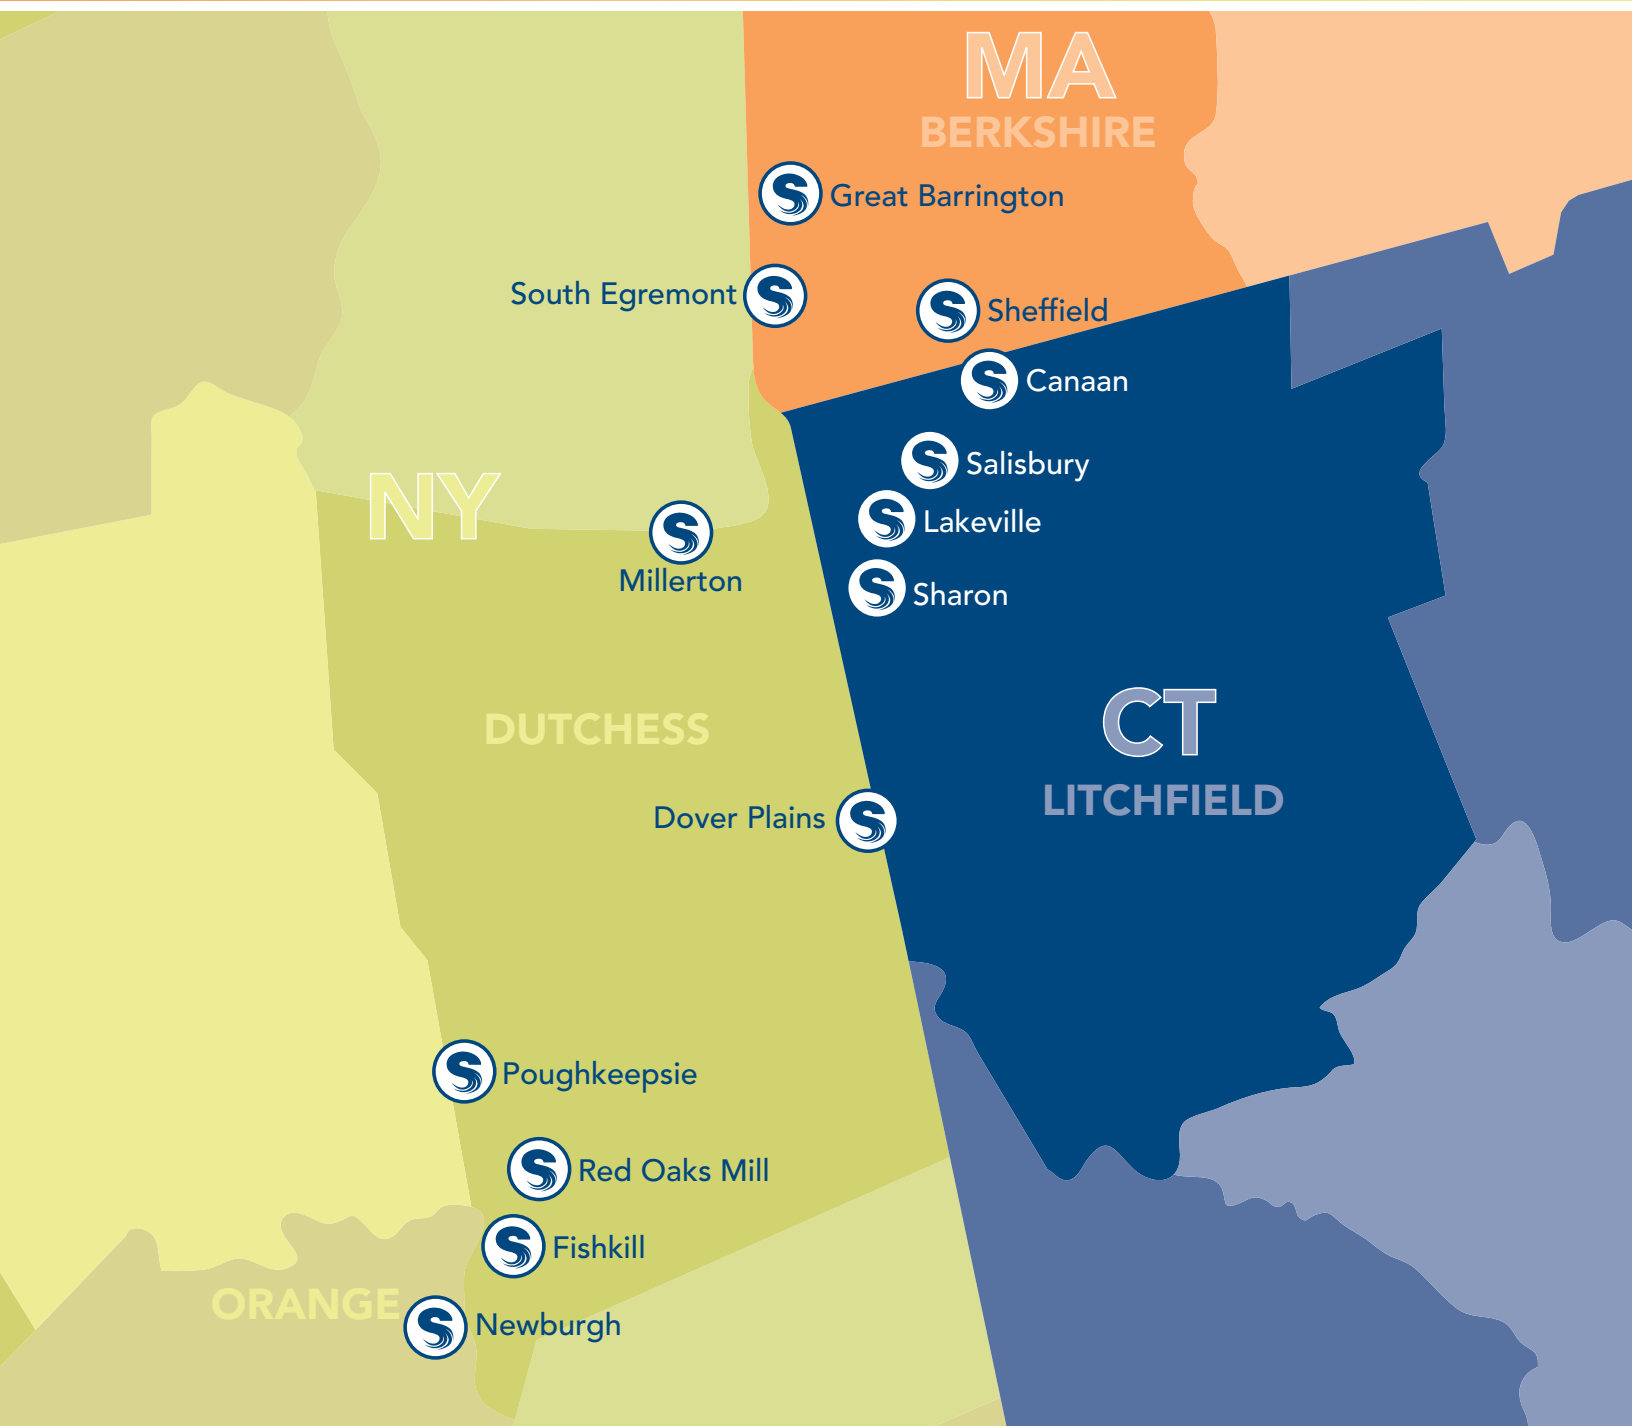 MA
BERKSHIRE
Great Barrington
South Egremont
Sheffield
Canaan
Salisbury
NY
Lakeville
Millerton
Sharon
DUTCHESS
CT
LITCHFIELD
Dover Plains
Poughkeepsie
Red Oaks Mill
Fishkill
ORANGE
Newburgh